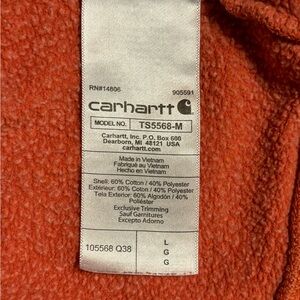 RN#14806 905591
carhartt
MODEL NO. TS5568-M
Carhartt, Inc. P.O. Box 600
Dearborn, MI 48121 USA
carhartt.com
Made in Vietnam
Fabriqué au Vietnam
Hecho en Vietnam
Shell: 60% Cotton / 40% Polyester
Extérieur: 60% Coton / 40% Polyester
Tela Exterior: 60% Algodón / 40%
Poliéster
Exclusive Trimming
Sauf Garnitures
Excepto Adorno
105568 Q38
L
G
G